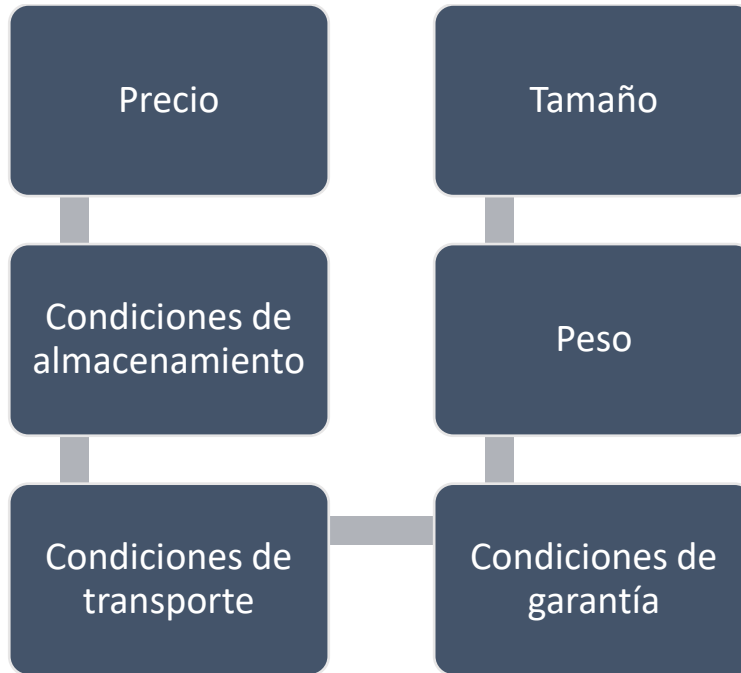 Precio
Condiciones de
almacenamiento
Condiciones de
transporte
Condiciones de
garantía
Peso
Tamaño